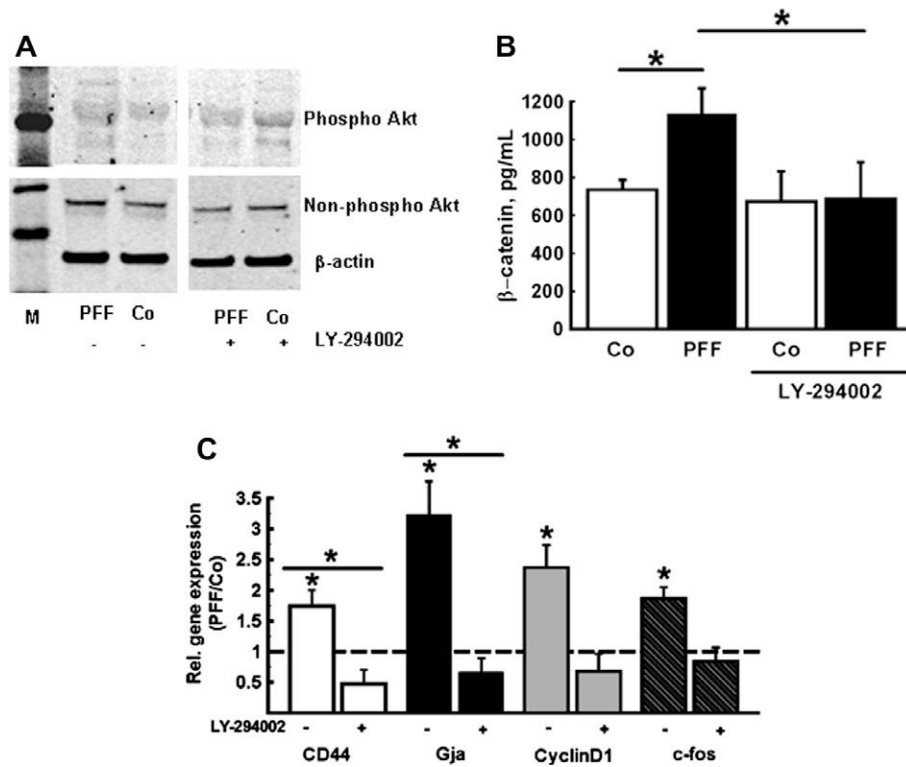 A
Phospho Akt
Non-phospho Akt
β-actin
M PFF Co PFF Co
- - + + LY-294002
B
* *
β-catenin, pg/mL
1200
1000
800
600
400
200
0
Co PFF Co PFF
LY-294002
C
Rel. gene expression
(PFF/Co)
3.5
3
2.5
2
1.5
1
0.5
* * * * * *
LY-294002 - + - + - + - +
CD44 Gja CyclinD1 c-fos